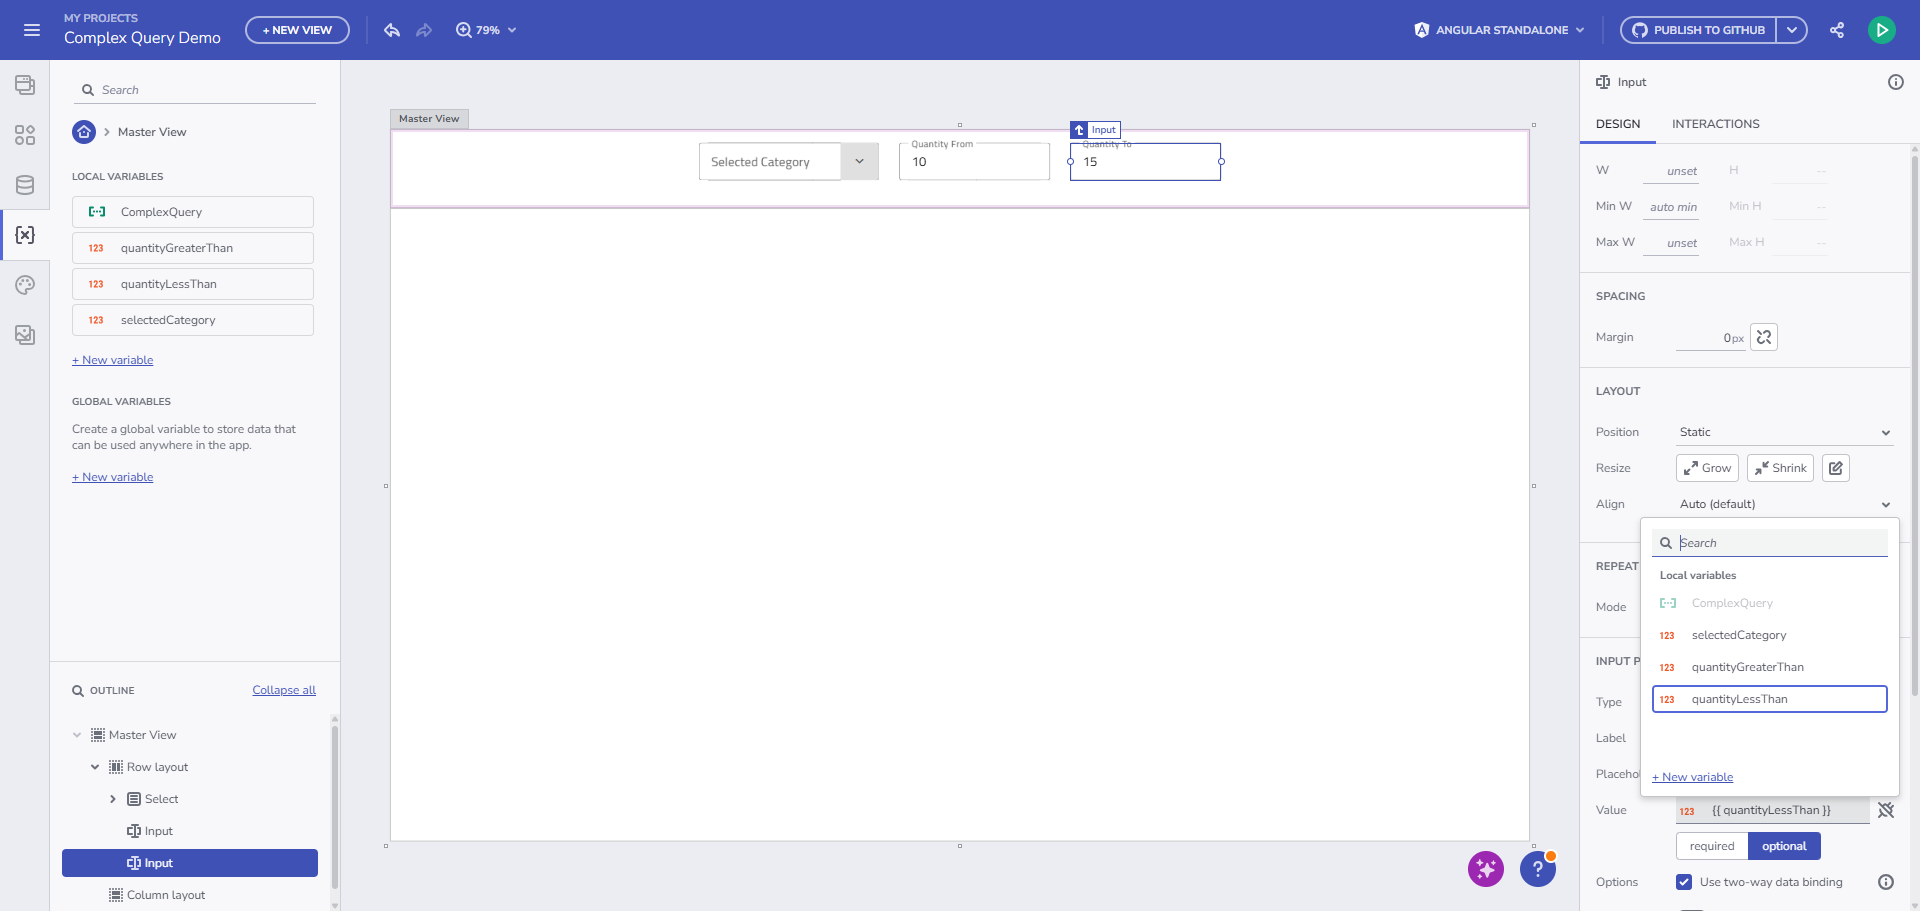 MY PROJECTS
Complex Query Demo
+ NEW VIEW
79%
ANGULAR STANDALONE
PUBLISH TO GITHUB
Search
Master View
LOCAL VARIABLES
ComplexQuery
123 quantityGreaterThan
123 quantityLessThan
123 selectedCategory
+ New variable
GLOBAL VARIABLES
Create a global variable to store data that
can be used anywhere in the app.
+ New variable
OUTLINE
Collapse all
Master View
Row layout
Select
Input
Input
Column layout
Master View
Selected Category
Quantity From
10
Input
Quantity To
15
?
Input
DESIGN
INTERACTIONS
W unset H --
Min W auto min Min H --
Max W unset Max H --
SPACING
Margin 0px
LAYOUT
Position Static
Resize Grow Shrink
Align Auto (default)
REPEAT
Mode
INPUT P
Type
Label
Placehol
Search
Local variables
ComplexQuery
123 selectedCategory
123 quantityGreaterThan
123 quantityLessThan
+ New variable
Value 123 {{ quantityLessThan }}
required optional
Options Use two-way data binding